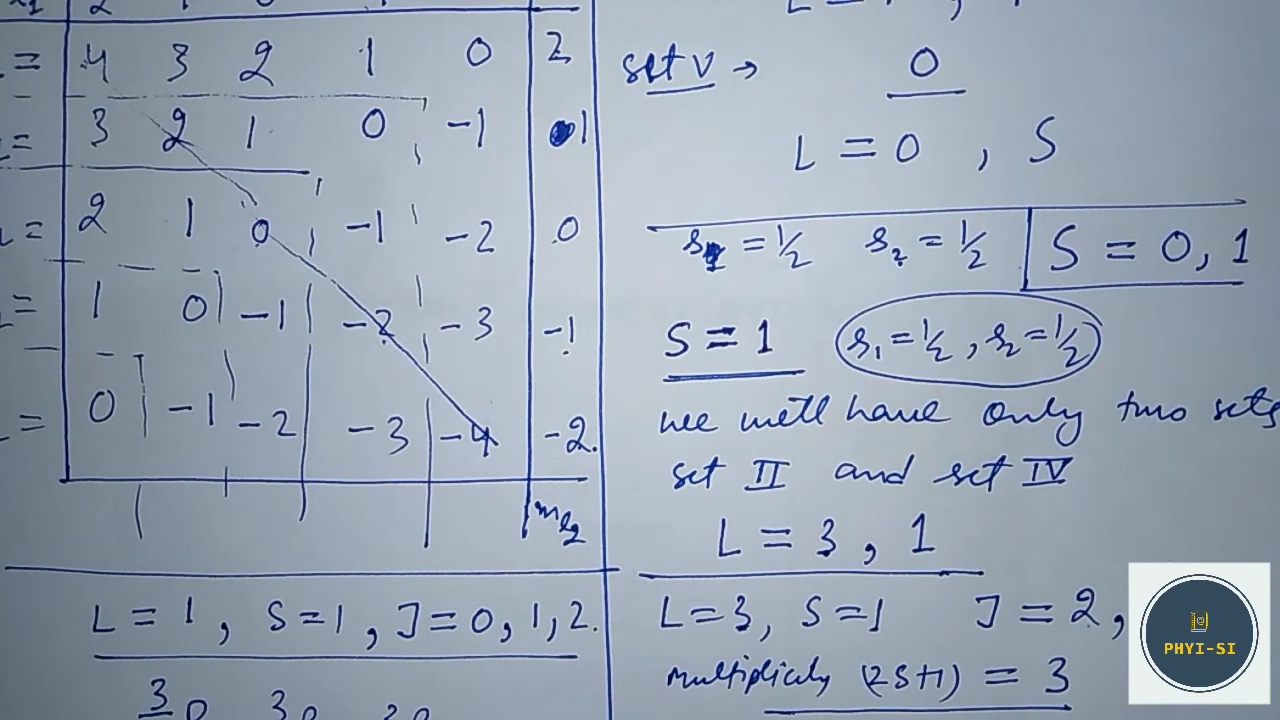 4 3 2 1 0 2
3 2 1 0 -1 1
2 1 0 -1 -2 0
1 0 -1 -2 -3 -1
0 -1 -2 -3 -4 -2.
mℓ₂
L = 1, S = 1, J = 0, 1, 2.
set V → 0
L = 0 , S
s₁ = 1/2 s₂ = 1/2 S = 0, 1
S = 1 s₁ = 1/2, s₂ = 1/2
we will have only two sets
set II and set IV
L = 3, 1
L = 3, S = 1 J = 2,
multiplicity (2S+1) = 3
PHYI-SI